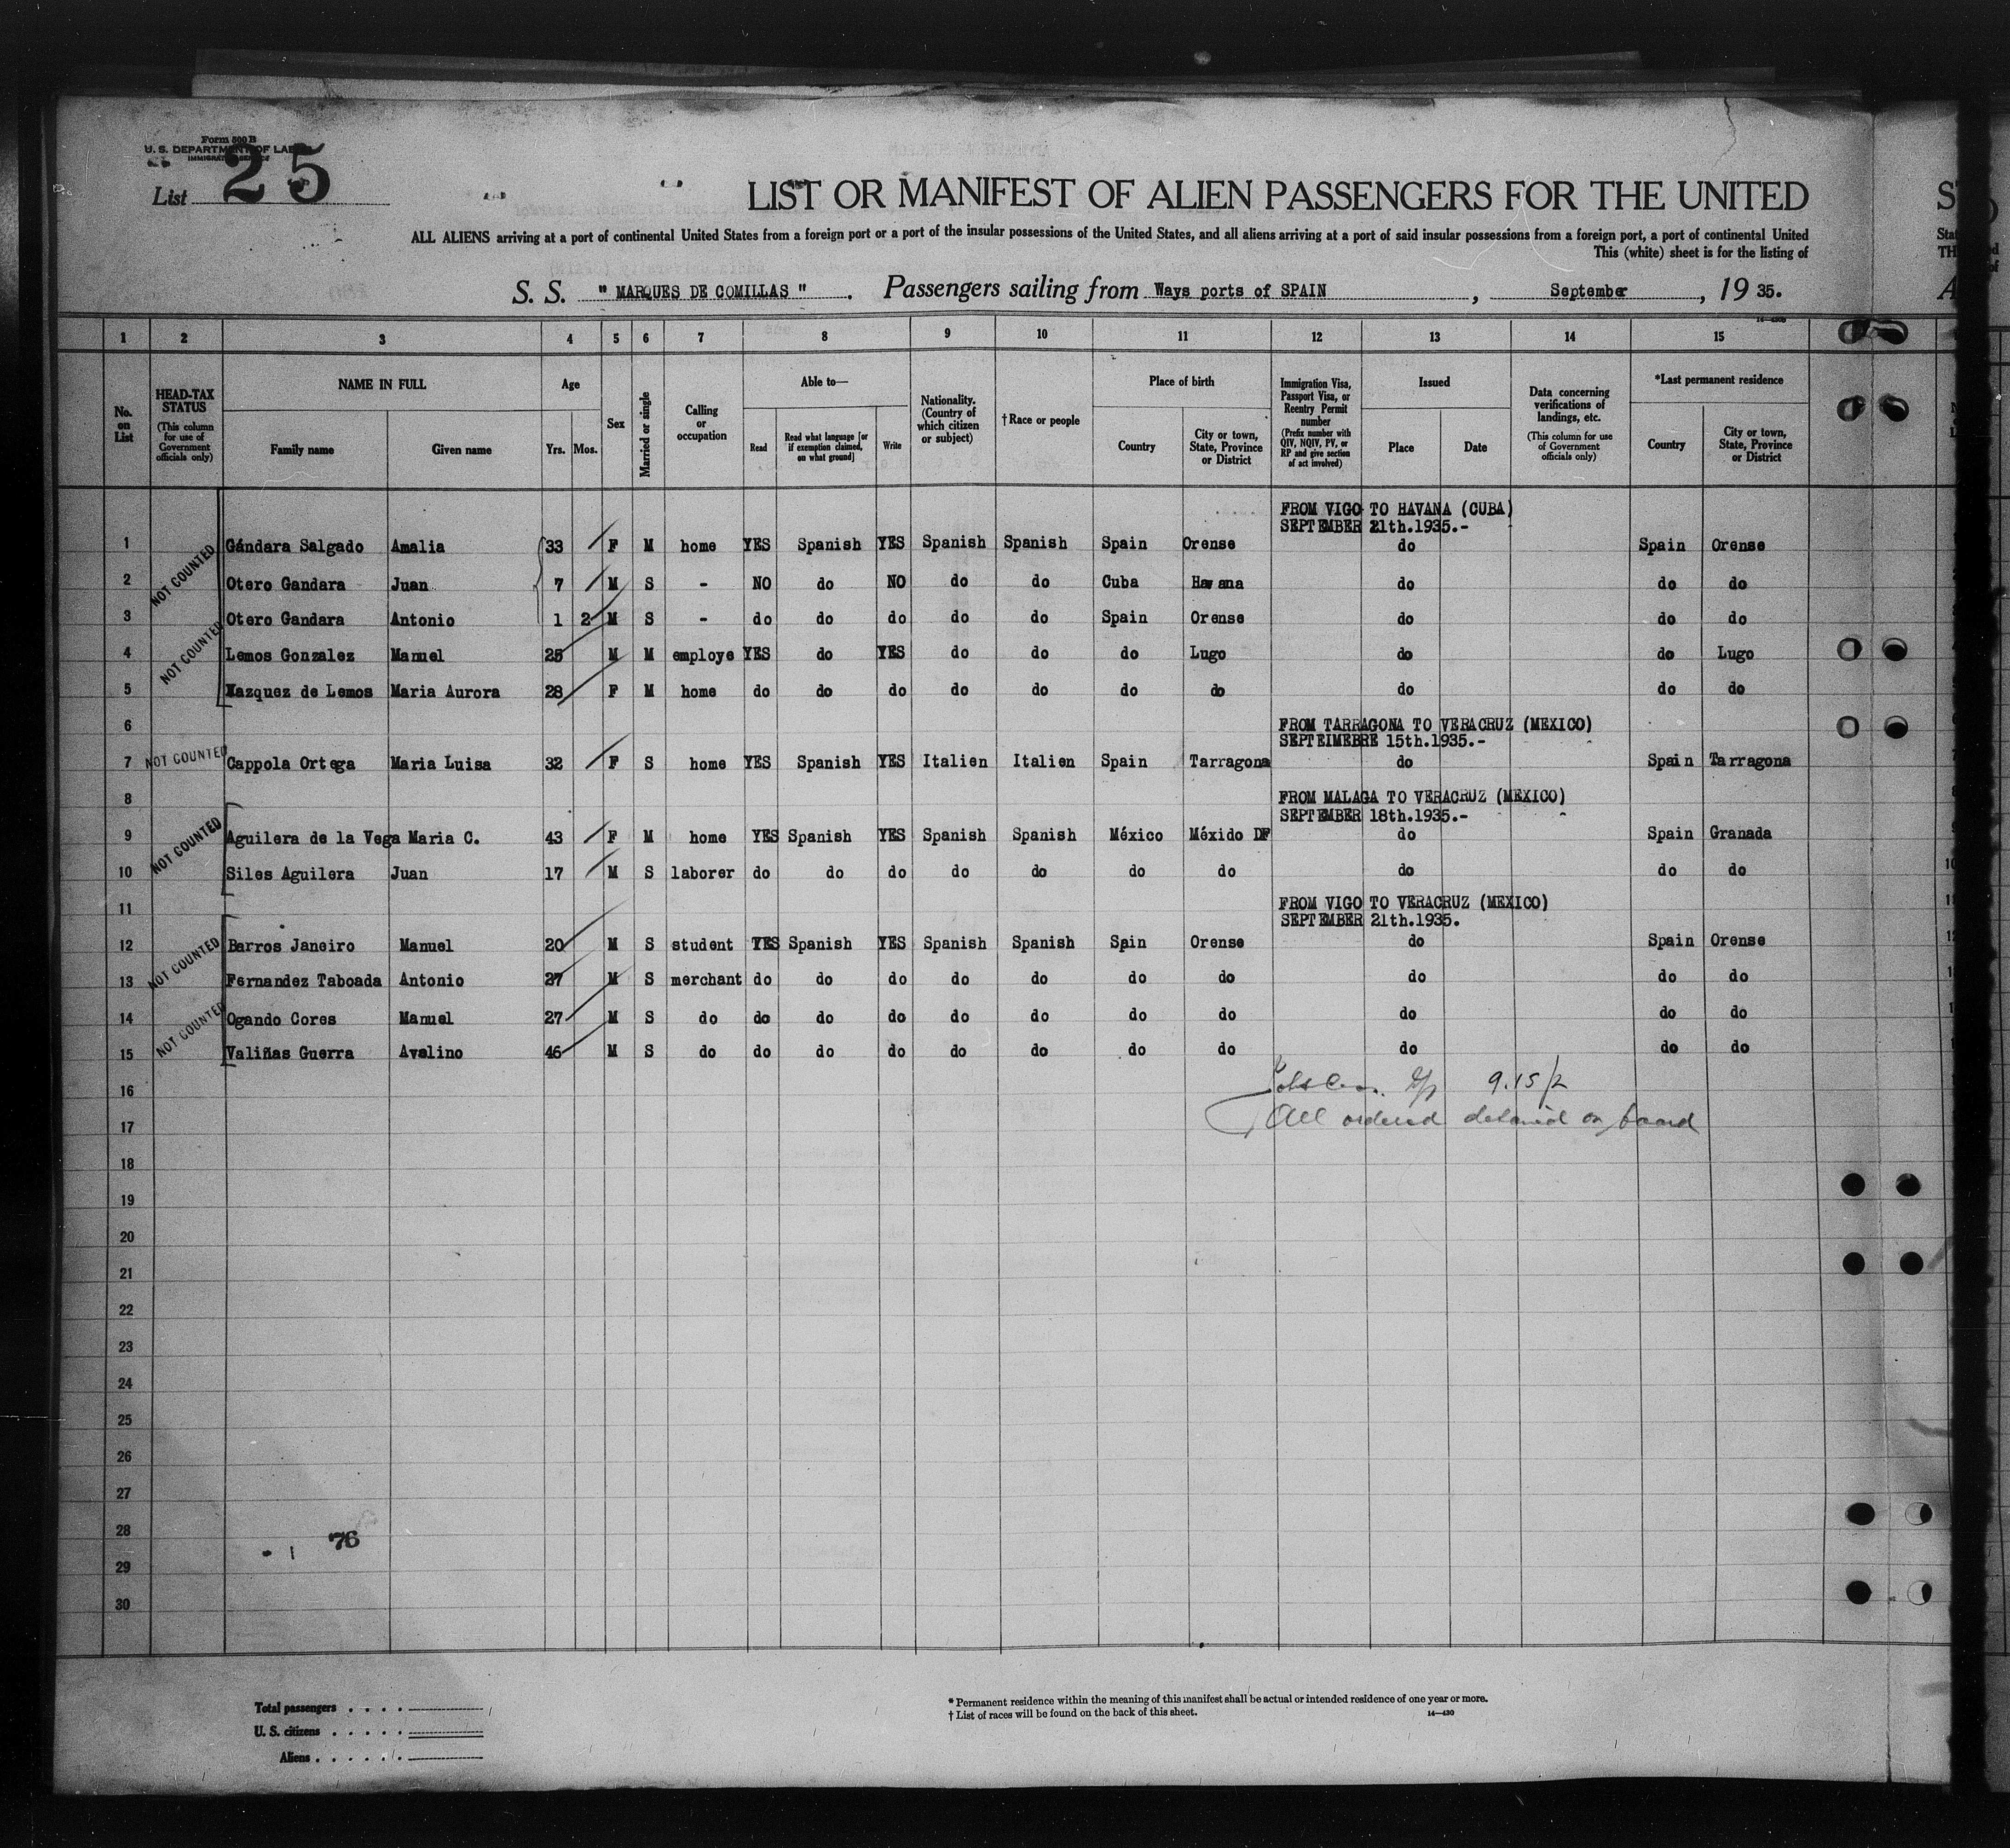 Form 500 B
U. S. DEPARTMENT OF LAB
IMMIGRATION SERVICE
List 25
LIST OR MANIFEST OF ALIEN PASSENGERS FOR THE UNITED
ALL ALIENS arriving at a port of continental United States from a foreign port or a port of the insular possessions of the United States, and all aliens arriving at a port of said insular possessions from a foreign port, a port of continental United
This (white) sheet is for the listing of
S. S. " MARQUES DE COMILLAS " . Passengers sailing from Ways ports of SPAIN , September , 19 35.
1 2 3 4 5 6 7 8 9 10 11 12 13 14 15
No. on List
HEAD-TAX STATUS (This column for use of Government officials only)
NAME IN FULL
Family name Given name
Age
Yrs. Mos.
Sex
Married or single
Calling or occupation
Able to—
Read
Read what language [or if exemption claimed, on what ground]
Write
Nationality. (Country of which citizen or subject)
† Race or people
Place of birth
Country
City or town, State, Province or District
Immigration Visa, Passport Visa, or Reentry Permit number (Prefix number with QIV, NQIV, PV, or RP and give section of act involved)
Issued
Place Date
Data concerning verifications of landings, etc. (This column for use of Government officials only)
*Last permanent residence
Country
City or town, State, Province or District
FROM VIGO TO HAVANA (CUBA)
SEPTEMBER 21th.1935.-
1 NOT COUNTED Gándara Salgado Amalia 33 F M home YES Spanish YES Spanish Spanish Spain Orense do Spain Orense
2 Otero Gandara Juan 7 M S - NO do NO do do Cuba Havana do do do
3 Otero Gandara Antonio 1 2 M S - do do do do do Spain Orense do do do
4 NOT COUNTED Lemos Gonzalez Manuel 25 M M employe YES do YES do do do Lugo do do Lugo
5 Vazquez de Lemos Maria Aurora 28 F M home do do do do do do do do do do
6 FROM TARRAGONA TO VERACRUZ (MEXICO)
SEPTEIMEBRE 15th.1935.-
7 NOT COUNTED Cappola Ortega Maria Luisa 32 F S home YES Spanish YES Italien Italien Spain Tarragona do Spain Tarragona
8 FROM MALAGA TO VERACRUZ (MEXICO)
SEPTEMBER 18th.1935.-
9 NOT COUNTED Aguilera de la Vega Maria C. 43 F M home YES Spanish YES Spanish Spanish México Méxido DF do Spain Granada
10 Siles Aguilera Juan 17 M S laborer do do do do do do do do do do
11 FROM VIGO TO VERACRUZ (MEXICO)
SEPTEMBER 21th.1935.
12 NOT COUNTED Barros Janeiro Manuel 20 M S student YES Spanish YES Spanish Spanish Spain Orense do Spain Orense
13 Fernandez Taboada Antonio 27 M S merchant do do do do do do do do do do
14 NOT COUNTED Ogando Cores Manuel 27 M S do do do do do do do do do do do
15 Valiñas Guerra Avelino 46 M S do do do do do do do do do do do
16 9.15
17 All ordered detained on board
18
19
20
21
22
23
24
25
26
27
28 76
29
30
Total passengers
U. S. citizens
Aliens
* Permanent residence within the meaning of this manifest shall be actual or intended residence of one year or more.
† List of races will be found on the back of this sheet.
14—430